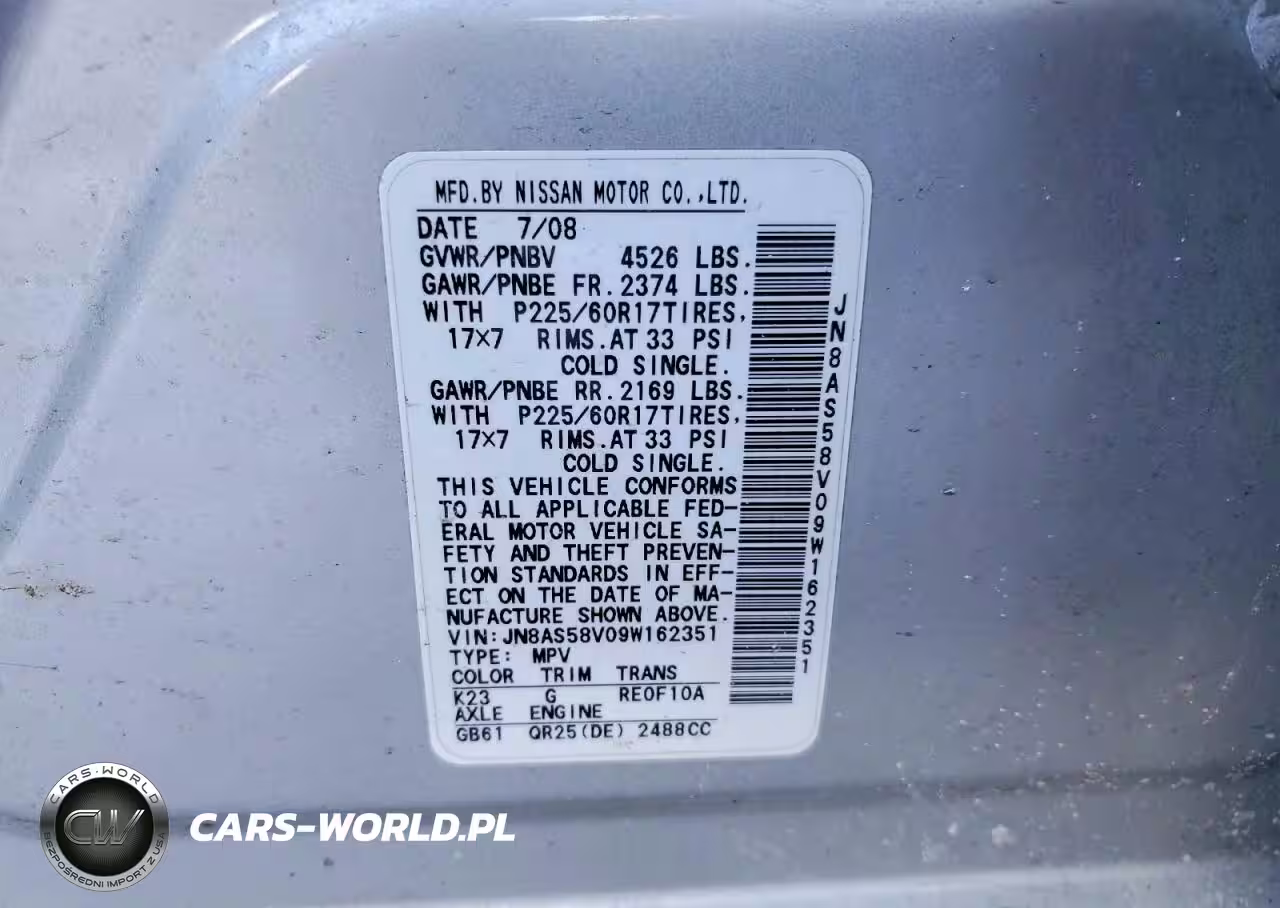 MFD.BY NISSAN MOTOR CO.,LTD.
DATE 7/08
GVWR/PNBV 4526 LBS.
GAWR/PNBE FR.2374 LBS.
WITH P225/60R17TIRES,
17×7 RIMS.AT 33 PSI
COLD SINGLE.
GAWR/PNBE RR.2169 LBS.
WITH P225/60R17TIRES,
17×7 RIMS.AT 33 PSI
COLD SINGLE.
THIS VEHICLE CONFORMS
TO ALL APPLICABLE FED-
ERAL MOTOR VEHICLE SA-
FETY AND THEFT PREVEN-
TION STANDARDS IN EFF-
ECT ON THE DATE OF MA-
NUFACTURE SHOWN ABOVE.
VIN:JN8AS58V09W162351
TYPE: MPV
COLOR TRIM TRANS
K23 G RE0F10A
AXLE ENGINE
GB61 QR25(DE) 2488CC
JN8AS58V09W162351
CARS-WORLD
CW
BEZPOŚREDNI IMPORT Z USA
CARS-WORLD.PL